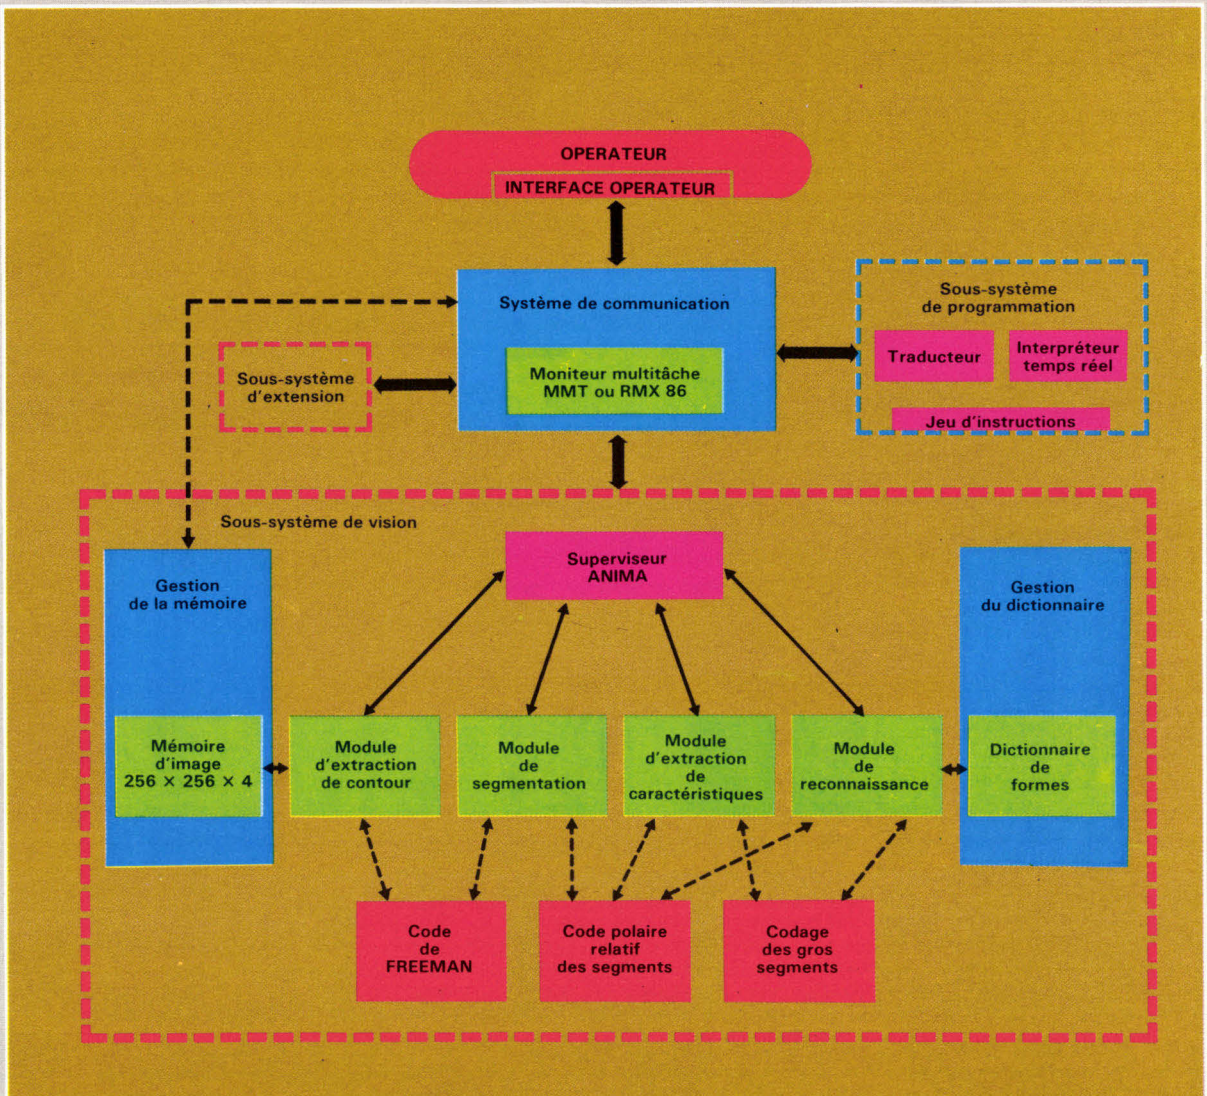 OPERATEUR
INTERFACE OPERATEUR
Système de communication
Moniteur multitâche
MMT ou RMX 86
Sous-système
de programmation
Traducteur
Interpréteur
temps réel
Jeu d'instructions
Sous-système
d'extension
Sous-système de vision
Superviseur
ANIMA
Gestion
de la mémoire
Gestion
du dictionnaire
Mémoire
d'image
256 × 256 × 4
Module
d'extraction
de contour
Module
de
segmentation
Module
d'extraction
de
caractéristiques
Module
de
reconnaissance
Dictionnaire
de
formes
Code
de
FREEMAN
Code polaire
relatif
des segments
Codage
des gros
segments